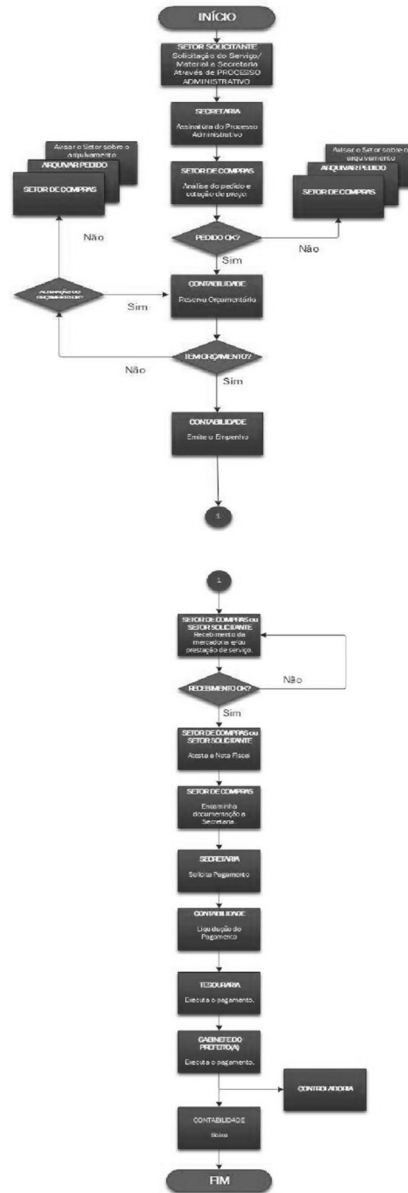 INÍCIO
SETOR SOLICITANTE
Solicitação do Serviço/
Material a Secretaria
Através de PROCESSO
ADMINISTRATIVO
SECRETARIA
Assinatura do Processo
Administrativo
Avisar o Setor sobre o
arquivamento
ARQUIVAR PEDIDO
SETOR DE COMPRAS
SETOR DE COMPRAS
Análise do pedido e
cotação de preço
Avisar o Setor sobre o
arquivamento
ARQUIVAR PEDIDO
SETOR DE COMPRAS
Não
PEDIDO OK?
Não
Sim
ORÇAMENTO OK?
Sim
CONTABILIDADE
Reserva Orçamentária
Não
TEM ORÇAMENTO?
Sim
CONTABILIDADE
Emite o Empenho
1
SETOR DE COMPRAS ou
SETOR SOLICITANTE
Recebimento da
mercadoria e/ou
prestação de serviço.
RECEBIMENTO OK?
Não
Sim
SETOR DE COMPRAS ou
SETOR SOLICITANTE
Atesta a Nota Fiscal
SETOR DE COMPRAS
Encaminha
documentação a
Secretaria
SECRETARIA
Solicita Pagamento
CONTABILIDADE
Liquidação do
Pagamento
TESOURARIA
Executa o pagamento.
GABINETE DO
PREFEITO(A)
Executa o pagamento.
CONTROLADORIA
CONTABILIDADE
Baixa
FIM